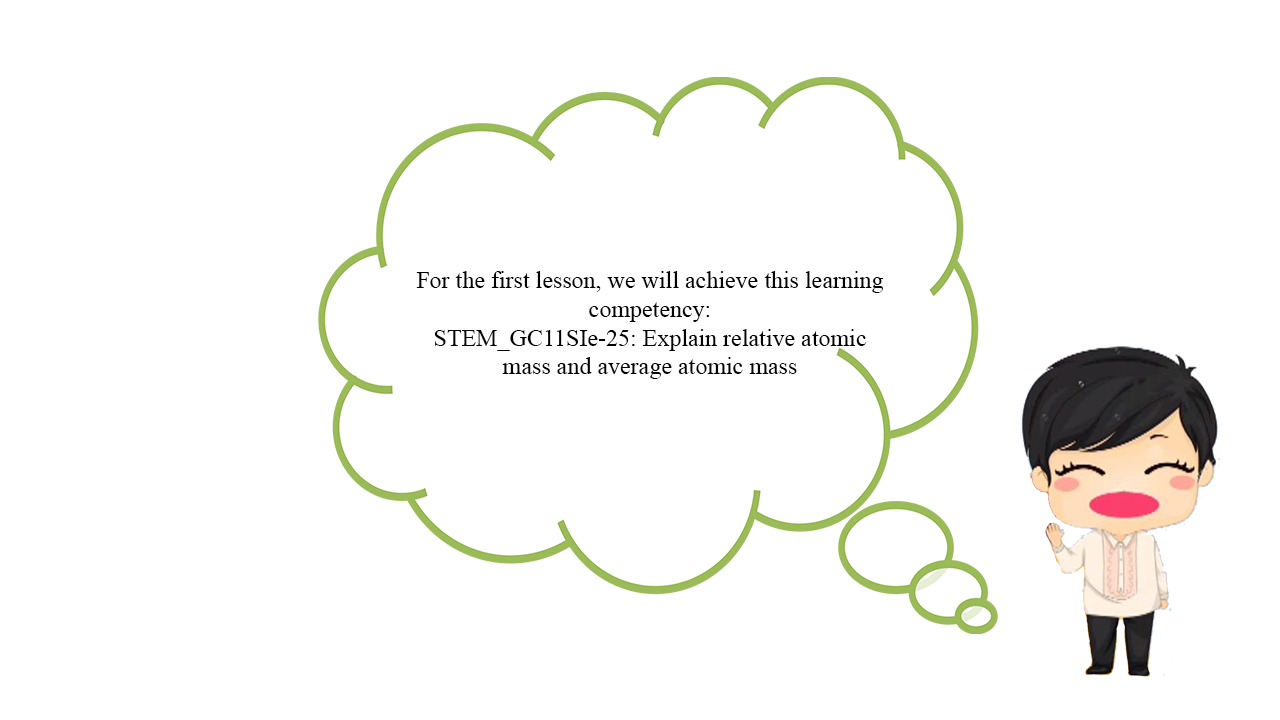 For the first lesson, we will achieve this learning
competency:
STEM_GC11SIe-25: Explain relative atomic
mass and average atomic mass